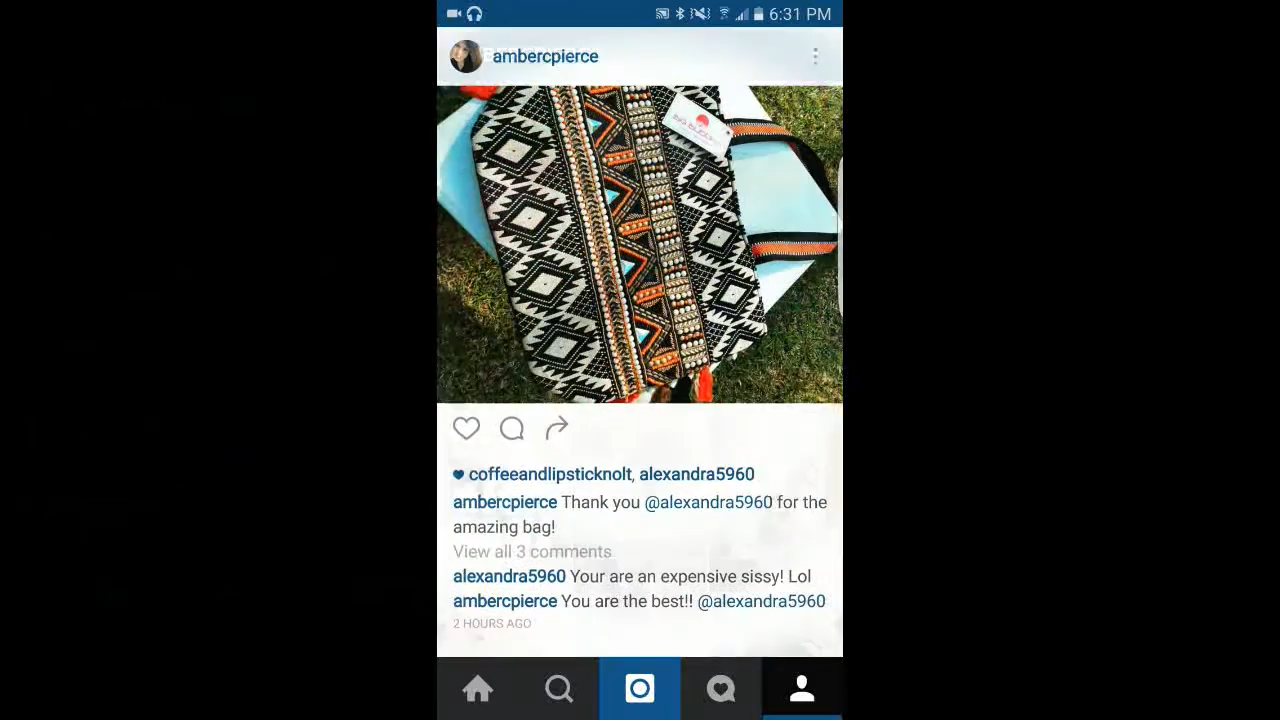 6:31 PM
ambercpierce
coffeeandlipsticknolt, alexandra5960
ambercpierce Thank you @alexandra5960 for the
amazing bag!
View all 3 comments
alexandra5960 Your are an expensive sissy! Lol
ambercpierce You are the best!! @alexandra5960
2 HOURS AGO